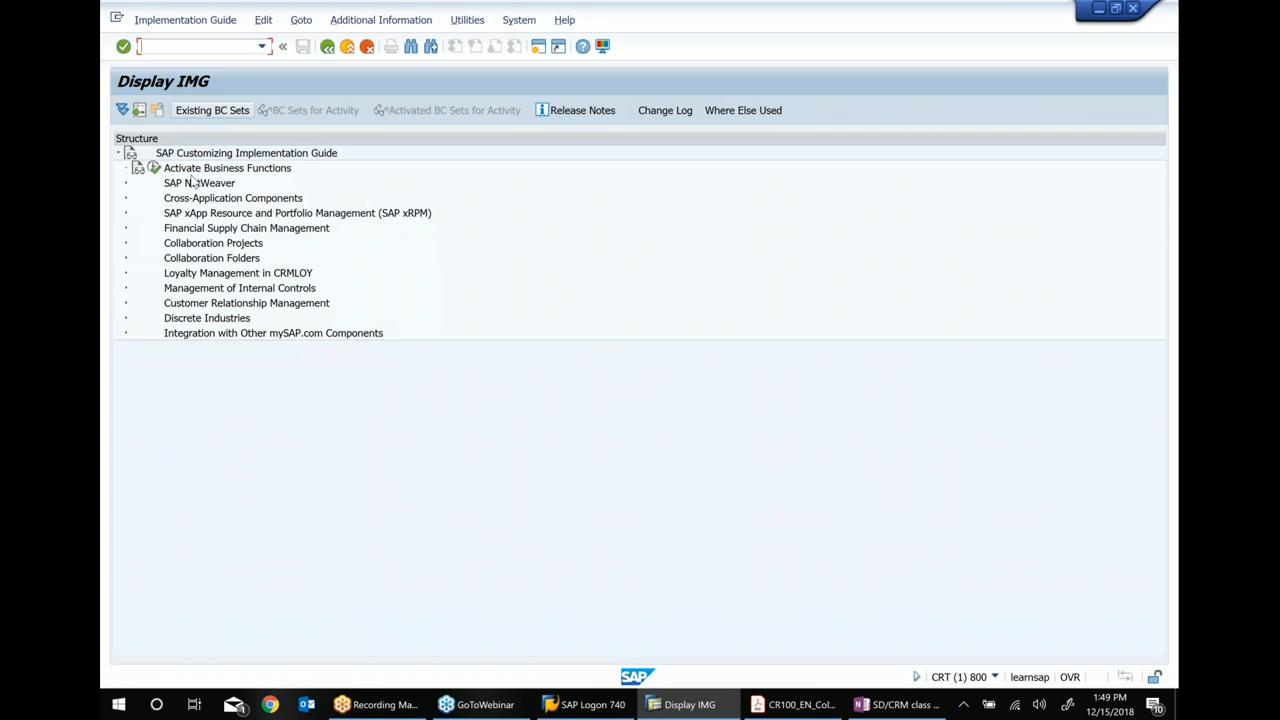 Implementation Guide Edit Goto Additional Information Utilities System Help
Display IMG
Existing BC Sets BC Sets for Activity Activated BC Sets for Activity Release Notes Change Log Where Else Used
Structure
SAP Customizing Implementation Guide
Activate Business Functions
SAP NetWeaver
Cross-Application Components
SAP xApp Resource and Portfolio Management (SAP xRPM)
Financial Supply Chain Management
Collaboration Projects
Collaboration Folders
Loyalty Management in CRMLOY
Management of Internal Controls
Customer Relationship Management
Discrete Industries
Integration with Other mySAP.com Components
SAP CRT (1) 800 learnsap OVR
Recording Ma... GoToWebinar SAP Logon 740 Display IMG CR100_EN_Col... SD/CRM class ... 1:49 PM
12/15/2018 10